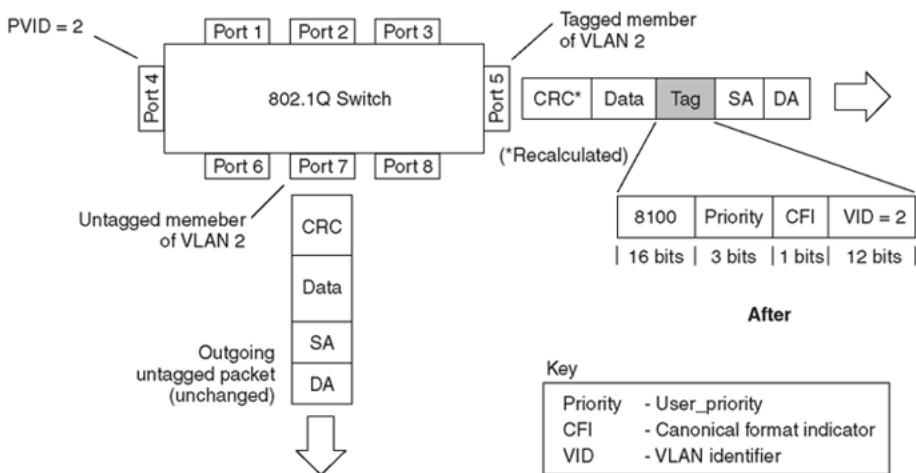 PVID = 2
Port 1
Port 2
Port 3
Tagged member
of VLAN 2
Port 4
802.1Q Switch
Port 5
CRC*
Data
Tag
SA
DA
(*Recalculated)
Port 6
Port 7
Port 8
Untagged memeber
of VLAN 2
CRC
Data
SA
DA
8100
Priority
CFI
VID = 2
16 bits
3 bits
1 bits
12 bits
After
Outgoing
untagged packet
(unchanged)
Key
Priority - User_priority
CFI - Canonical format indicator
VID - VLAN identifier